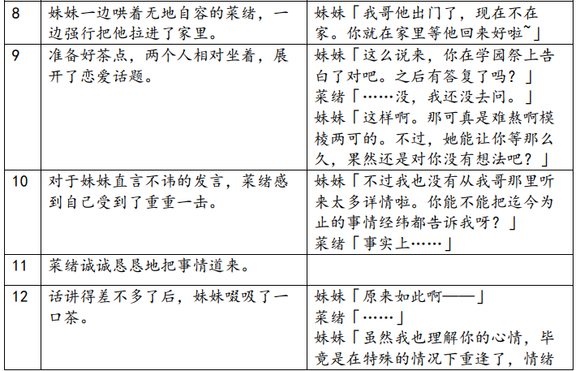 8
妹妹一边哄着无地自容的菜绪，一
边强行把他拉进了家里。
妹妹「我哥他出门了，现在不在
家。你就在家里等他回来好啦~」
9
准备好茶点，两个人相对坐着，展
开了恋爱话题。
妹妹「这么说来，你在学园祭上告
白了对吧。之后有答复了吗？」
菜绪「……没，我还没去问。」
妹妹「这样啊。那可真是难熬啊模
棱两可的。不过，她能让你等那么
久，果然还是对你没有想法吧？」
10
对于妹妹直言不讳的发言，菜绪感
到自己受到了重重一击。
妹妹「不过我也没有从我哥那里听
来太多详情啦。你能不能把迄今为
止的事情经纬都告诉我呀？」
菜绪「事实上……」
11
菜绪诚诚恳恳地把事情道来。
12
话讲得差不多了后，妹妹啜吸了一
口茶。
妹妹「原来如此啊——」
菜绪「……」
妹妹「虽然我也理解你的心情，毕
竟是在特殊的情况下重逢了，情绪